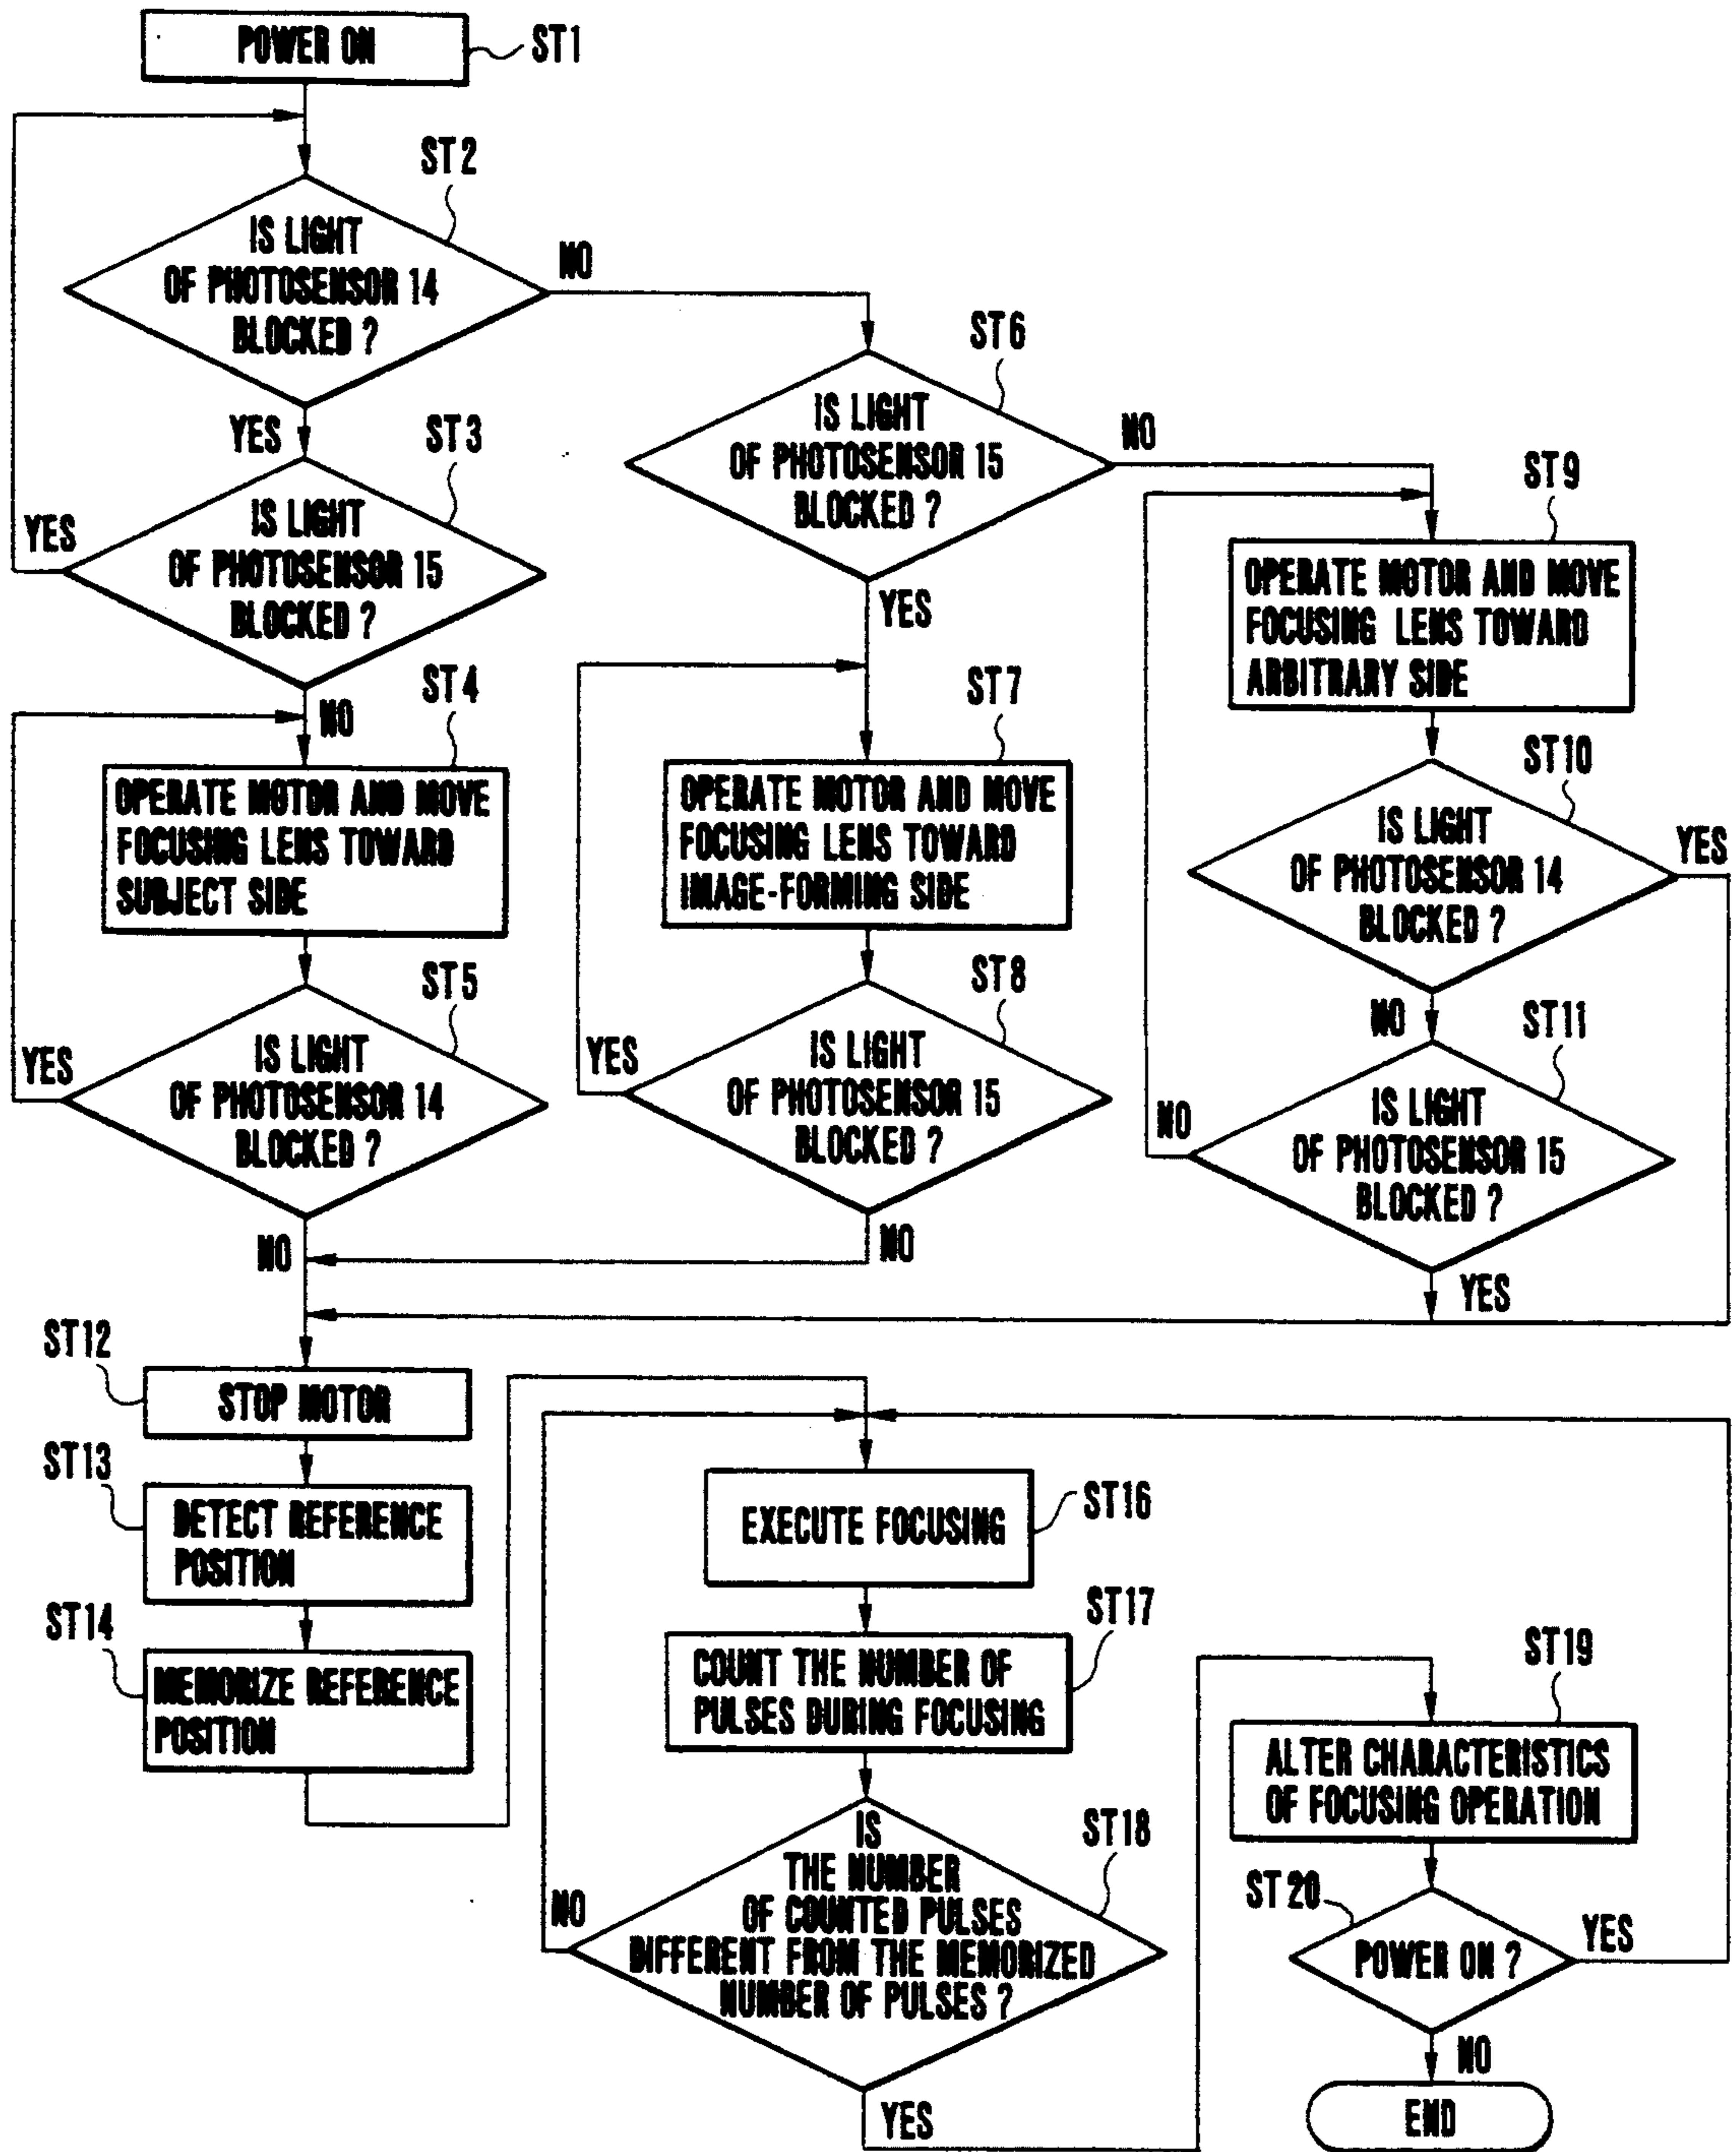 POWER ON
ST1
ST2
IS LIGHT
OF PHOTOSENSOR 14
BLOCKED ?
NO
YES
ST3
IS LIGHT
OF PHOTOSENSOR 15
BLOCKED ?
YES
NO
ST4
OPERATE MOTOR AND MOVE
FOCUSING LENS TOWARD
SUBJECT SIDE
ST5
IS LIGHT
OF PHOTOSENSOR 14
BLOCKED ?
YES
NO
ST6
IS LIGHT
OF PHOTOSENSOR 15
BLOCKED ?
NO
YES
ST7
OPERATE MOTOR AND MOVE
FOCUSING LENS TOWARD
IMAGE-FORMING SIDE
ST8
IS LIGHT
OF PHOTOSENSOR 15
BLOCKED ?
YES
NO
ST9
OPERATE MOTOR AND MOVE
FOCUSING LENS TOWARD
ARBITRARY SIDE
ST10
IS LIGHT
OF PHOTOSENSOR 14
BLOCKED ?
YES
NO
ST11
IS LIGHT
OF PHOTOSENSOR 15
BLOCKED ?
NO
YES
ST12
STOP MOTOR
ST13
DETECT REFERENCE
POSITION
ST14
MEMORIZE REFERENCE
POSITION
EXECUTE FOCUSING
ST16
ST17
COUNT THE NUMBER OF
PULSES DURING FOCUSING
ST18
IS
THE NUMBER
OF COUNTED PULSES
DIFFERENT FROM THE MEMORIZED
NUMBER OF PULSES ?
NO
YES
ST19
ALTER CHARACTERISTICS
OF FOCUSING OPERATION
ST20
POWER ON ?
YES
NO
END